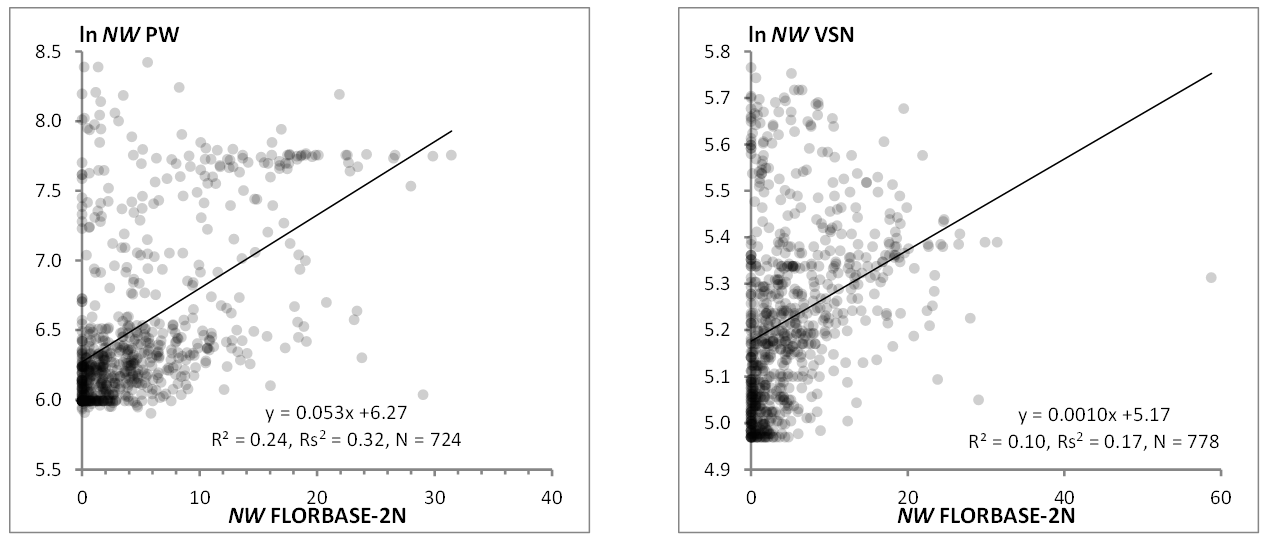 ln NW PW
8.5
8.0
7.5
7.0
6.5
6.0
5.5
y = 0.053x +6.27
R² = 0.24, Rs² = 0.32, N = 724
0 10 20 30 40
NW FLORBASE-2N
ln NW VSN
5.8
5.7
5.6
5.5
5.4
5.3
5.2
5.1
5.0
4.9
y = 0.0010x +5.17
R² = 0.10, Rs² = 0.17, N = 778
0 20 40 60
NW FLORBASE-2N